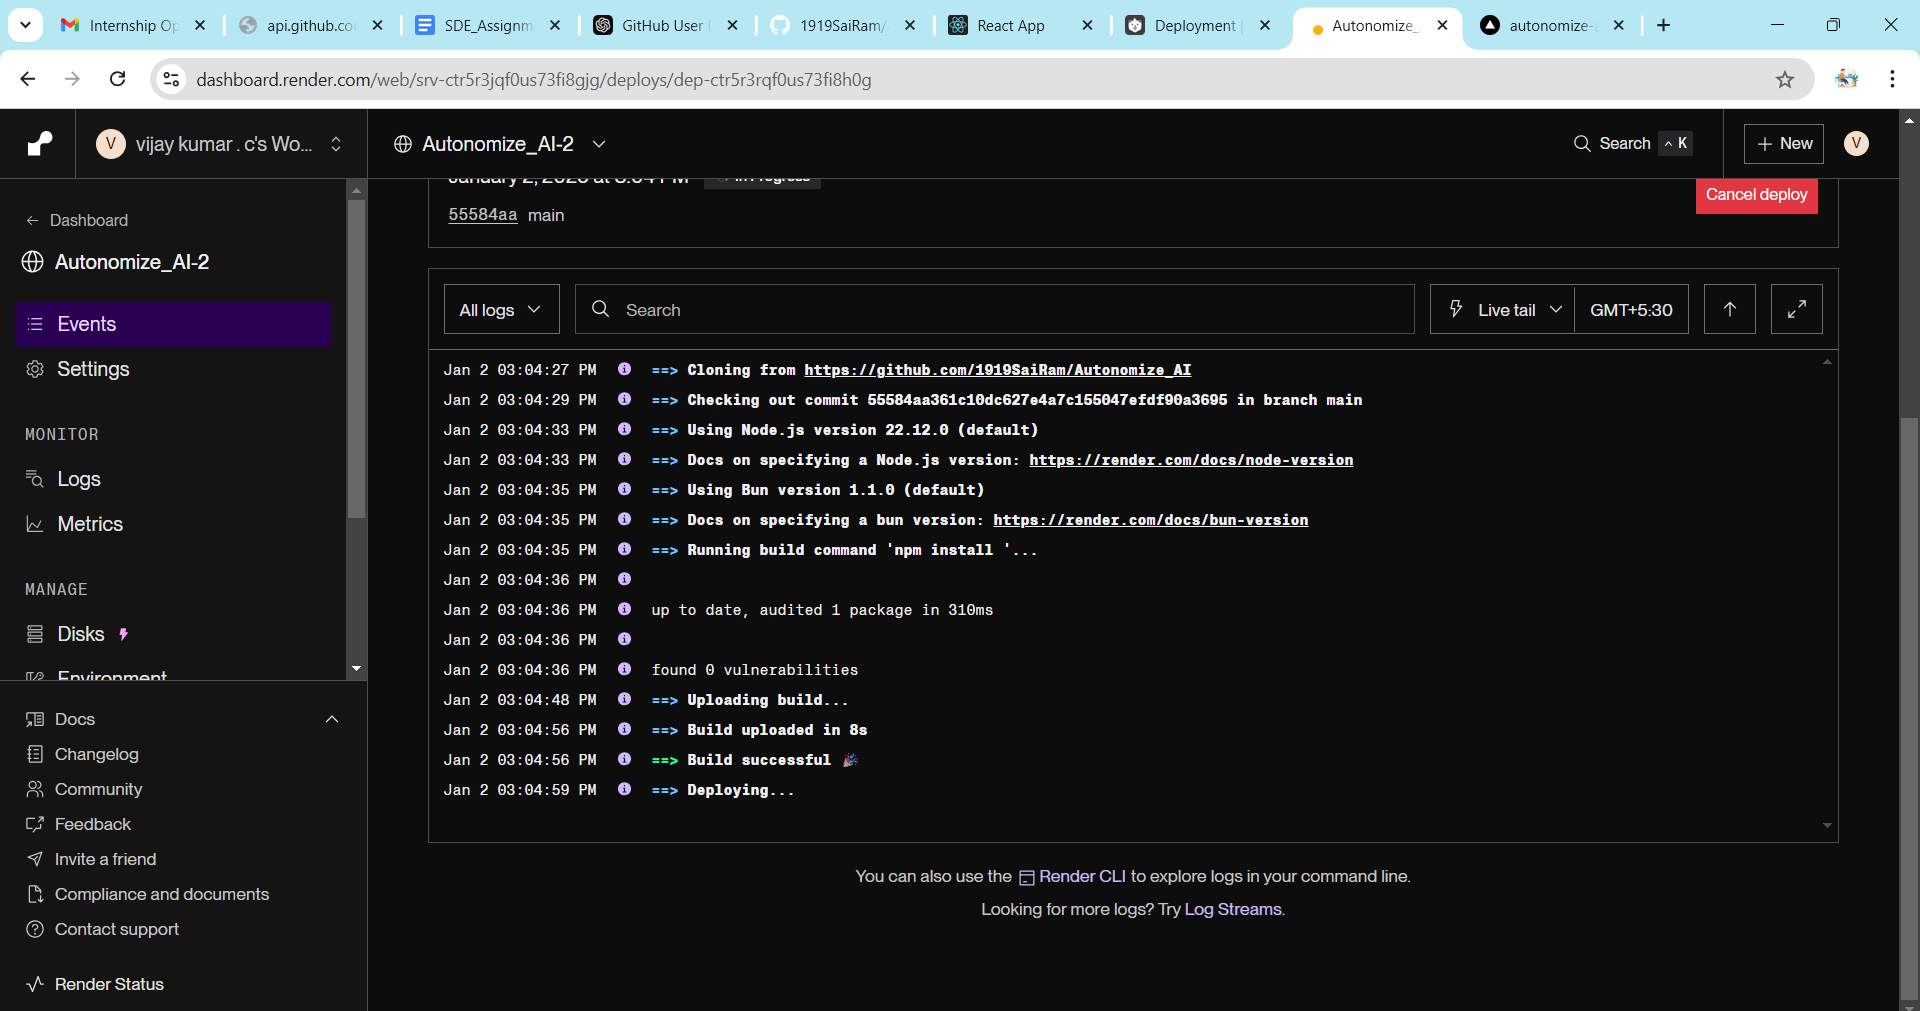 Internship Op
api.github.co
SDE_Assignm
GitHub User
1919SaiRam/
React App
Deployment
Autonomize_
autonomize-
dashboard.render.com/web/srv-ctr5r3jqf0us73fi8gjg/deploys/dep-ctr5r3rqf0us73fi8h0g
V vijay kumar . c's Wo...
Autonomize_AI-2
Search ^ K
+ New
V
← Dashboard
Autonomize_AI-2
Events
Settings
MONITOR
Logs
Metrics
MANAGE
Disks
Environment
Docs
Changelog
Community
Feedback
Invite a friend
Compliance and documents
Contact support
Render Status
In Progress
Cancel deploy
55584aa main
All logs
Search
Live tail
GMT+5:30
Jan 2 03:04:27 PM ==> Cloning from https://github.com/1919SaiRam/Autonomize_AI
Jan 2 03:04:29 PM ==> Checking out commit 55584aa361c10dc627e4a7c155047efdf90a3695 in branch main
Jan 2 03:04:33 PM ==> Using Node.js version 22.12.0 (default)
Jan 2 03:04:33 PM ==> Docs on specifying a Node.js version: https://render.com/docs/node-version
Jan 2 03:04:35 PM ==> Using Bun version 1.1.0 (default)
Jan 2 03:04:35 PM ==> Docs on specifying a bun version: https://render.com/docs/bun-version
Jan 2 03:04:35 PM ==> Running build command 'npm install '...
Jan 2 03:04:36 PM
Jan 2 03:04:36 PM up to date, audited 1 package in 310ms
Jan 2 03:04:36 PM
Jan 2 03:04:36 PM found 0 vulnerabilities
Jan 2 03:04:48 PM ==> Uploading build...
Jan 2 03:04:56 PM ==> Build uploaded in 8s
Jan 2 03:04:56 PM ==> Build successful 🎉
Jan 2 03:04:59 PM ==> Deploying...
You can also use the Render CLI to explore logs in your command line.
Looking for more logs? Try Log Streams.